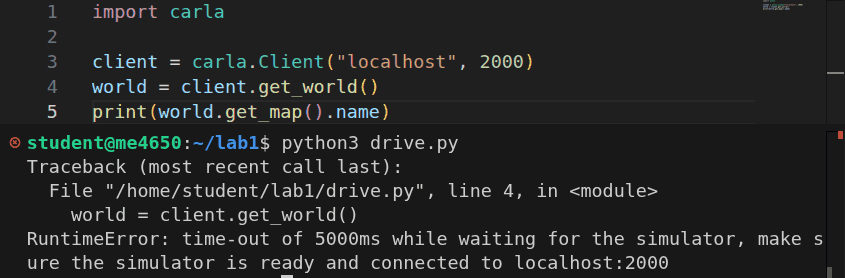 1 import carla
2
3 client = carla.Client("localhost", 2000)
4 world = client.get_world()
5 print(world.get_map().name)
student@me4650:~/lab1$ python3 drive.py
Traceback (most recent call last):
  File "/home/student/lab1/drive.py", line 4, in <module>
    world = client.get_world()
RuntimeError: time-out of 5000ms while waiting for the simulator, make s
ure the simulator is ready and connected to localhost:2000